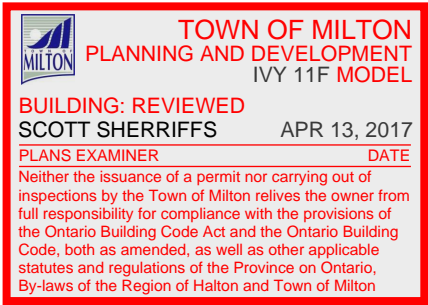 TOWN OF
MILTON
TOWN OF MILTON
PLANNING AND DEVELOPMENT
IVY 11F MODEL
BUILDING: REVIEWED
SCOTT SHERRIFFS APR 13, 2017
PLANS EXAMINER DATE
Neither the issuance of a permit nor carrying out of
inspections by the Town of Milton relives the owner from
full responsibility for compliance with the provisions of
the Ontario Building Code Act and the Ontario Building
Code, both as amended, as well as other applicable
statutes and regulations of the Province on Ontario,
By-laws of the Region of Halton and Town of Milton